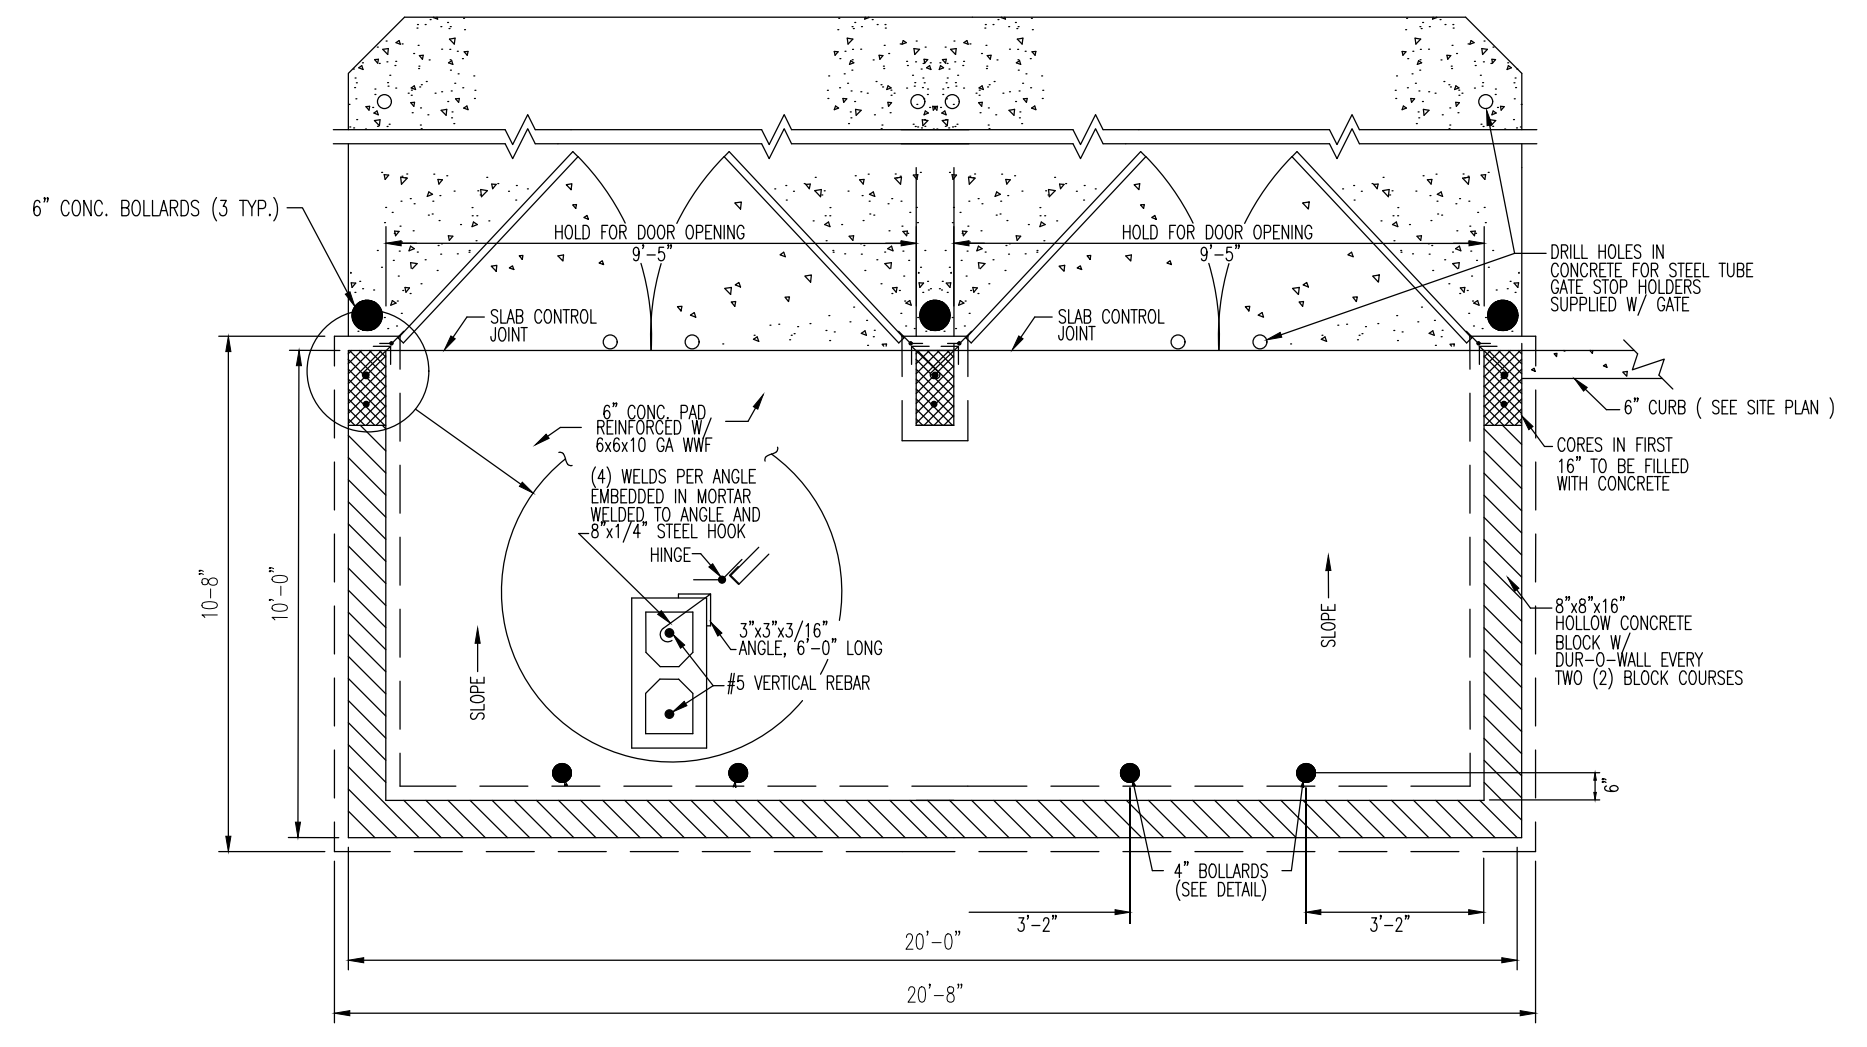 6” CONC. BOLLARDS (3 TYP.)
HOLD FOR DOOR OPENING
9’-5”
HOLD FOR DOOR OPENING
9’-5”
DRILL HOLES IN
CONCRETE FOR STEEL TUBE
GATE STOP HOLDERS
SUPPLIED W/ GATE
SLAB CONTROL
JOINT
SLAB CONTROL
JOINT
6” CURB ( SEE SITE PLAN )
CORES IN FIRST
16” TO BE FILLED
WITH CONCRETE
6” CONC. PAD
REINFORCED W/
6x6x10 GA WWF
(4) WELDS PER ANGLE
EMBEDDED IN MORTAR
WELDED TO ANGLE AND
8”x1/4” STEEL HOOK
HINGE
3”x3”x3/16”
ANGLE, 6’-0” LONG
#5 VERTICAL REBAR
SLOPE
SLOPE
10-8”
10’-0”
8”x8”x16”
HOLLOW CONCRETE
BLOCK W/
DUR-O-WALL EVERY
TWO (2) BLOCK COURSES
6”
4” BOLLARDS
(SEE DETAIL)
3’-2”
3’-2”
20’-0”
20’-8”